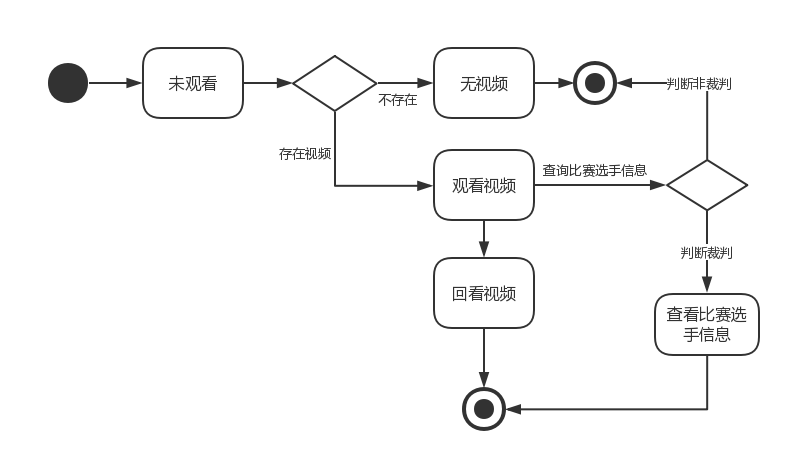 未观看
无视频
判断非裁判
不存在
存在视频
观看视频
查询比赛选手信息
判断裁判
回看视频
查看比赛选
手信息